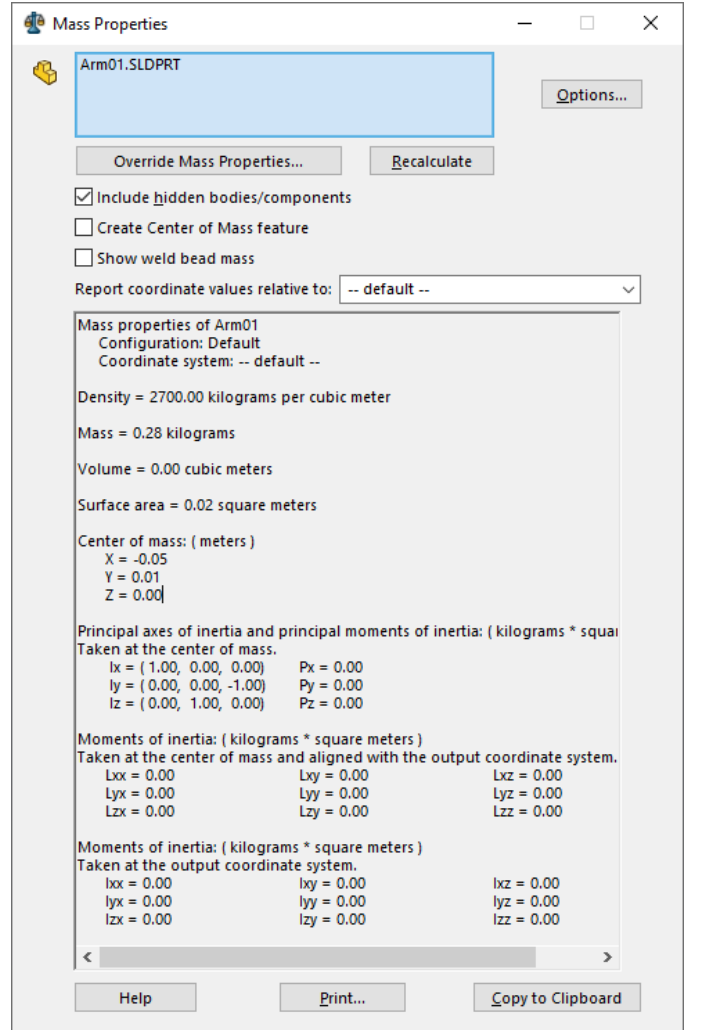 Mass Properties
Arm01.SLDPRT
Options...
Override Mass Properties... Recalculate
Include hidden bodies/components
Create Center of Mass feature
Show weld bead mass
Report coordinate values relative to: -- default --
Mass properties of Arm01
Configuration: Default
Coordinate system: -- default --
Density = 2700.00 kilograms per cubic meter
Mass = 0.28 kilograms
Volume = 0.00 cubic meters
Surface area = 0.02 square meters
Center of mass: ( meters )
X = -0.05
Y = 0.01
Z = 0.00
Principal axes of inertia and principal moments of inertia: ( kilograms * squar
Taken at the center of mass.
Ix = ( 1.00, 0.00, 0.00) Px = 0.00
Iy = ( 0.00, 0.00, -1.00) Py = 0.00
Iz = ( 0.00, 1.00, 0.00) Pz = 0.00
Moments of inertia: ( kilograms * square meters )
Taken at the center of mass and aligned with the output coordinate system.
Lxx = 0.00 Lxy = 0.00 Lxz = 0.00
Lyx = 0.00 Lyy = 0.00 Lyz = 0.00
Lzx = 0.00 Lzy = 0.00 Lzz = 0.00
Moments of inertia: ( kilograms * square meters )
Taken at the output coordinate system.
Ixx = 0.00 Ixy = 0.00 Ixz = 0.00
Iyx = 0.00 Iyy = 0.00 Iyz = 0.00
Izx = 0.00 Izy = 0.00 Izz = 0.00
Help Print... Copy to Clipboard